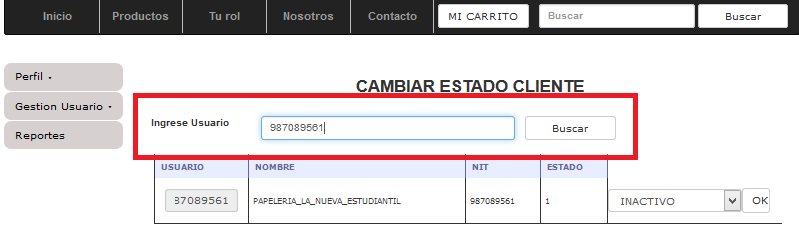 Inicio Productos Tu rol Nosotros Contacto MI CARRITO Buscar Buscar
Perfil
CAMBIAR ESTADO CLIENTE
Gestion Usuario
Ingrese Usuario 987089561 Buscar
Reportes
USUARIO NOMBRE NIT ESTADO
87089561 PAPELERIA_LA_NUEVA_ESTUDIANTIL 987089561 1 INACTIVO OK